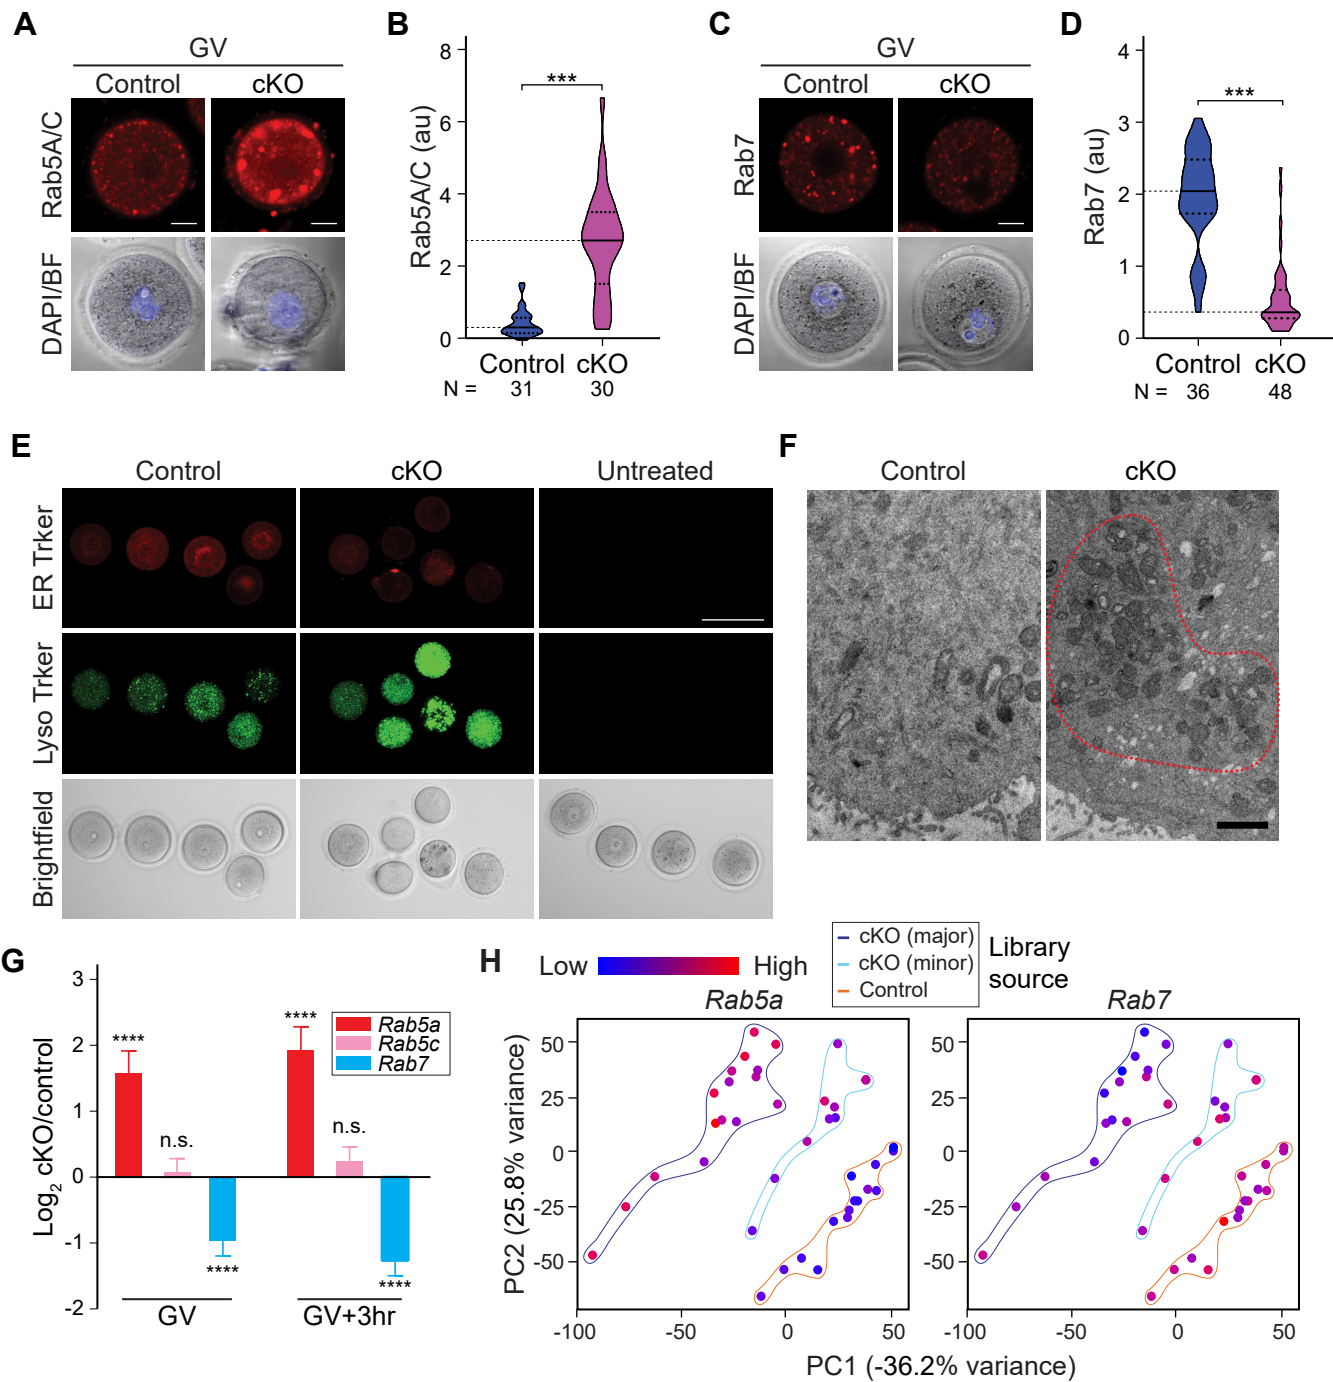 A
GV
Control cKO
Rab5A/C
DAPI/BF
B
8
6
4
2
0
Rab5A/C (au)
***
Control cKO
N = 31 30
C
GV
Control cKO
Rab7
DAPI/BF
D
4
3
2
1
0
Rab7 (au)
***
Control cKO
N = 36 48
E
Control cKO Untreated
ER Trker
Lyso Trker
Brightfield
F
Control cKO
G
3
2
1
0
-1
-2
Log2 cKO/control
****
n.s.
****
****
n.s.
****
Rab5a
Rab5c
Rab7
GV GV+3hr
H
Low High
cKO (major)
cKO (minor)
Control
Library
source
Rab5a Rab7
50
25
0
-25
-50
PC2 (25.8% variance)
50
25
0
-25
-50
-100 -50 0 50
-100 -50 0 50
PC1 (-36.2% variance)